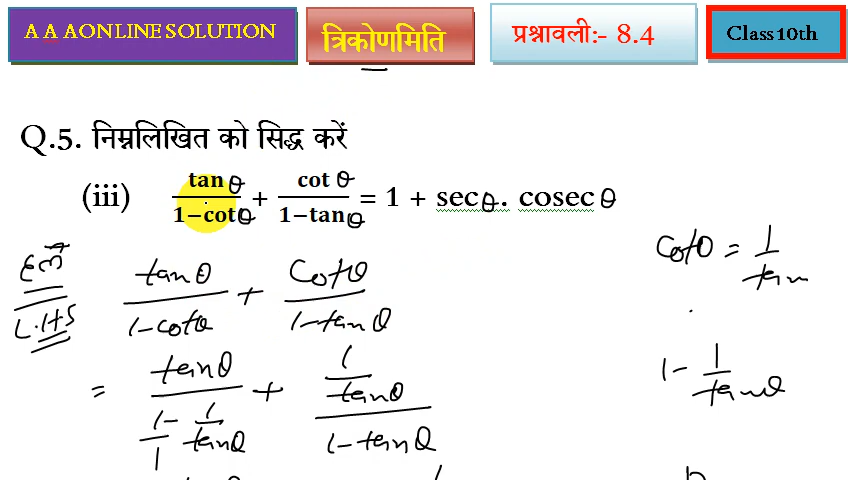 A A AONLINE SOLUTION
त्रिकोणमिति
प्रश्नावली:- 8.4
Class 10th
Q.5. निम्नलिखित को सिद्ध करें
(iii) tanθ/1−cotθ + cotθ/1−tanθ = 1 + secθ. cosecθ
हल
L.H.S
tanθ/1-cotθ + cotθ/1-tanθ
= tanθ/(1/1 - 1/tanθ) + (1/tanθ)/(1-tanθ)
cotθ = 1/tan
1 - 1/tanθ